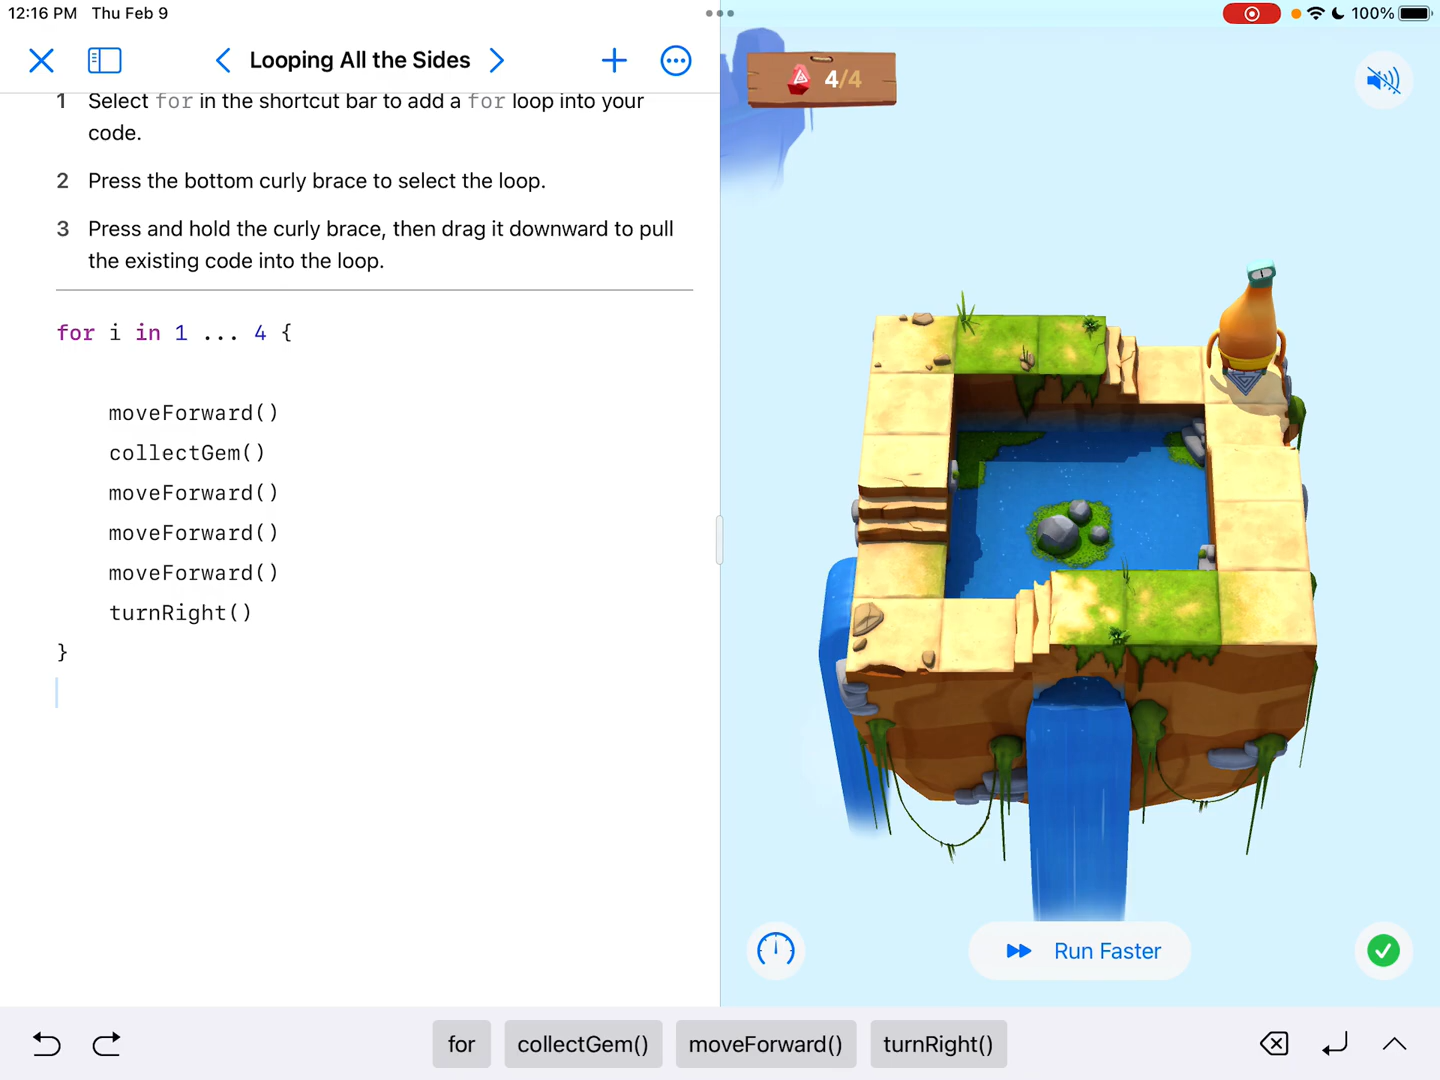 12:16 PM Thu Feb 9
100%
Looping All the Sides
1 Select for in the shortcut bar to add a for loop into your
code.
2 Press the bottom curly brace to select the loop.
3 Press and hold the curly brace, then drag it downward to pull
the existing code into the loop.
for i in 1 ... 4 {
moveForward()
collectGem()
moveForward()
moveForward()
moveForward()
turnRight()
}
4/4
Run Faster
for
collectGem()
moveForward()
turnRight()